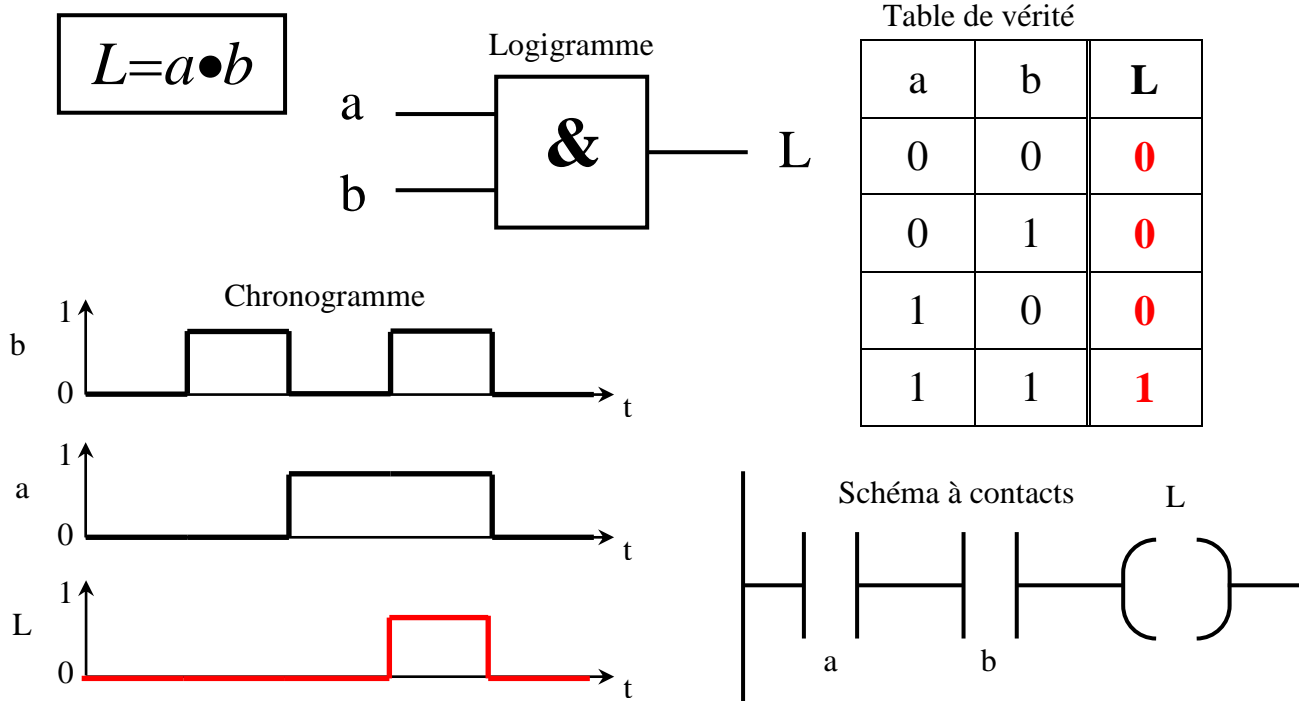 L=a●b
Logigramme
a
b
&
L
Table de vérité
a b L
0 0 0
0 1 0
1 0 0
1 1 1
Chronogramme
1
b
0
t
1
a
0
t
1
L
0
t
Schéma à contacts
L
a b